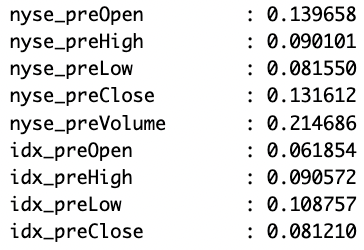 nyse_preOpen : 0.139658
nyse_preHigh : 0.090101
nyse_preLow : 0.081550
nyse_preClose : 0.131612
nyse_preVolume : 0.214686
idx_preOpen : 0.061854
idx_preHigh : 0.090572
idx_preLow : 0.108757
idx_preClose : 0.081210